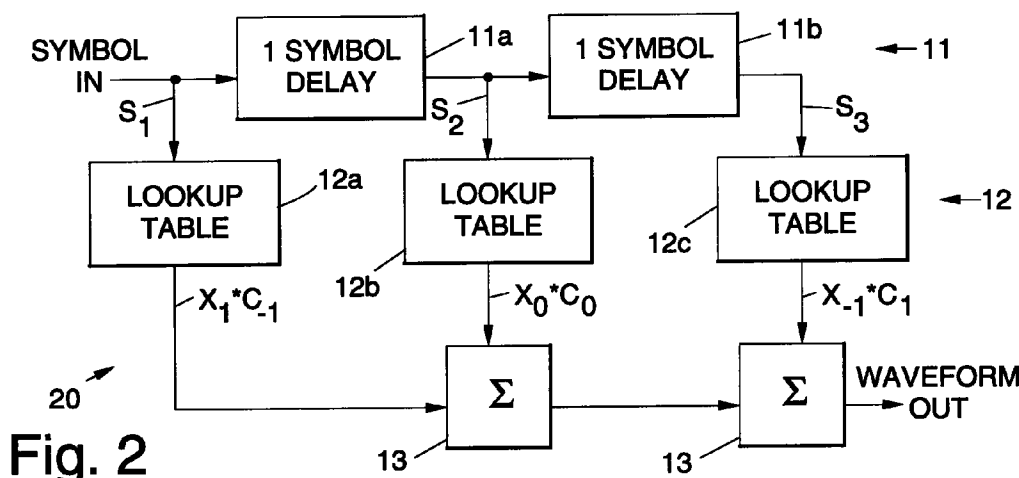 SYMBOL
IN
1 SYMBOL
DELAY
11a
1 SYMBOL
DELAY
11b
11
S1
S2
S3
LOOKUP
TABLE
12a
LOOKUP
TABLE
12b
LOOKUP
TABLE
12c
12
X1*C-1
X0*C0
X-1*C1
20
Σ
13
Σ
13
WAVEFORM
OUT
Fig. 2